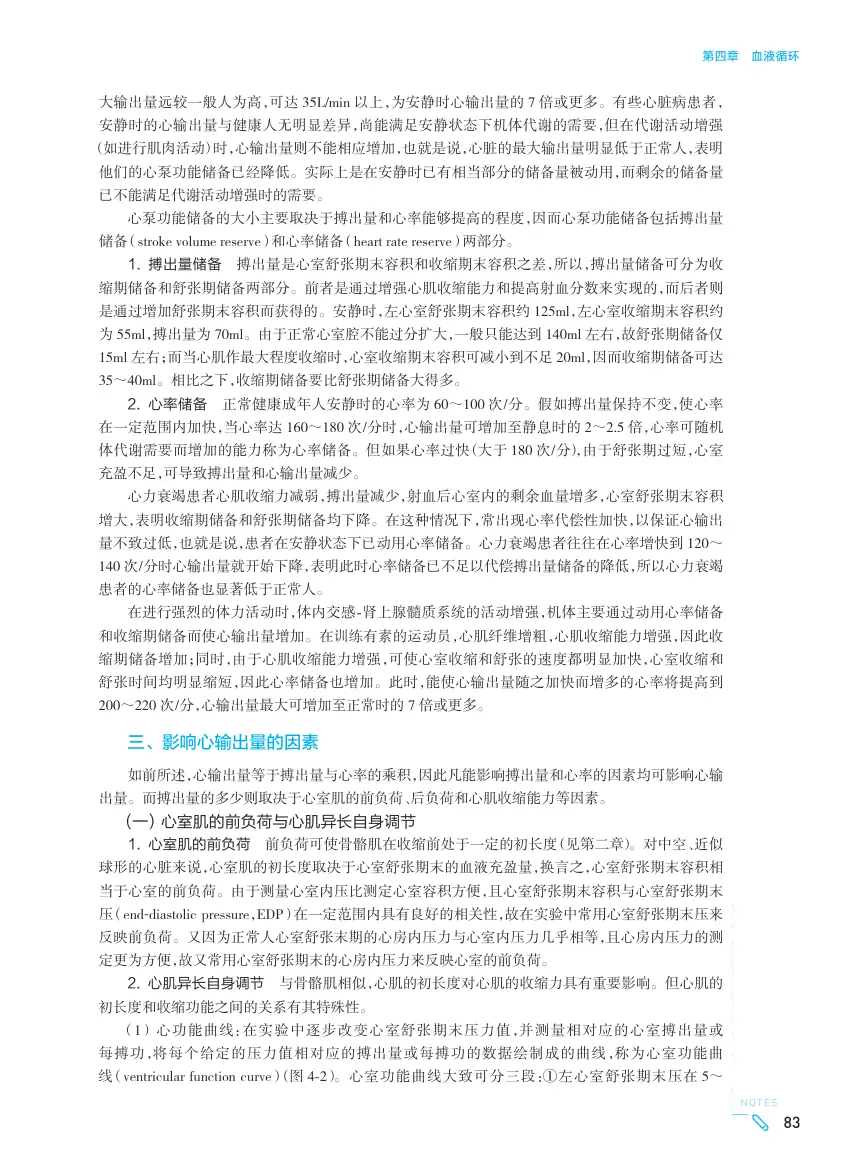 第四章 血液循环
大输出量远较一般人为高,可达 35L/min 以上,为安静时心输出量的 7 倍或更多。有些心脏病患者,
安静时的心输出量与健康人无明显差异,尚能满足安静状态下机体代谢的需要,但在代谢活动增强
(如进行肌肉活动)时,心输出量则不能相应增加,也就是说,心脏的最大输出量明显低于正常人,表明
他们的心泵功能储备已经降低。实际上是在安静时已有相当部分的储备量被动用,而剩余的储备量
已不能满足代谢活动增强时的需要。
心泵功能储备的大小主要取决于搏出量和心率能够提高的程度,因而心泵功能储备包括搏出量
储备(stroke volume reserve)和心率储备(heart rate reserve)两部分。
1. 搏出量储备 搏出量是心室舒张期末容积和收缩期末容积之差,所以,搏出量储备可分为收
缩期储备和舒张期储备两部分。前者是通过增强心肌收缩能力和提高射血分数来实现的,而后者则
是通过增加舒张期末容积而获得的。安静时,左心室舒张期末容积约 125ml,左心室收缩期末容积约
为 55ml,搏出量为 70ml。由于正常心室腔不能过分扩大,一般只能达到 140ml 左右,故舒张期储备仅
15ml 左右;而当心肌作最大程度收缩时,心室收缩期末容积可减小到不足 20ml,因而收缩期储备可达
35～40ml。相比之下,收缩期储备要比舒张期储备大得多。
2. 心率储备 正常健康成年人安静时的心率为 60～100 次/分。假如搏出量保持不变,使心率
在一定范围内加快,当心率达 160～180 次/分时,心输出量可增加至静息时的 2～2.5 倍,心率可随机
体代谢需要而增加的能力称为心率储备。但如果心率过快(大于 180 次/分),由于舒张期过短,心室
充盈不足,可导致搏出量和心输出量减少。
心力衰竭患者心肌收缩力减弱,搏出量减少,射血后心室内的剩余血量增多,心室舒张期末容积
增大,表明收缩期储备和舒张期储备均下降。在这种情况下,常出现心率代偿性加快,以保证心输出
量不致过低,也就是说,患者在安静状态下已动用心率储备。心力衰竭患者往往在心率增快到 120～
140 次/分时心输出量就开始下降,表明此时心率储备已不足以代偿搏出量储备的降低,所以心力衰竭
患者的心率储备也显著低于正常人。
在进行强烈的体力活动时,体内交感-肾上腺髓质系统的活动增强,机体主要通过动用心率储备
和收缩期储备而使心输出量增加。在训练有素的运动员,心肌纤维增粗,心肌收缩能力增强,因此收
缩期储备增加;同时,由于心肌收缩能力增强,可使心室收缩和舒张的速度都明显加快,心室收缩和
舒张时间均明显缩短,因此心率储备也增加。此时,能使心输出量随之加快而增多的心率将提高到
200～220 次/分,心输出量最大可增加至正常时的 7 倍或更多。
三、影响心输出量的因素
如前所述,心输出量等于搏出量与心率的乘积,因此凡能影响搏出量和心率的因素均可影响心输
出量。而搏出量的多少则取决于心室肌的前负荷、后负荷和心肌收缩能力等因素。
(一)心室肌的前负荷与心肌异长自身调节
1. 心室肌的前负荷 前负荷可使骨骼肌在收缩前处于一定的初长度(见第二章)。对中空、近似
球形的心脏来说,心室肌的初长度取决于心室舒张期末的血液充盈量,换言之,心室舒张期末容积相
当于心室的前负荷。由于测量心室内压比测定心室容积方便,且心室舒张期末容积与心室舒张期末
压(end-diastolic pressure,EDP)在一定范围内具有良好的相关性,故在实验中常用心室舒张期末压来
反映前负荷。又因为正常人心室舒张末期的心房内压力与心室内压力几乎相等,且心房内压力的测
定更为方便,故又常用心室舒张期末的心房内压力来反映心室的前负荷。
2. 心肌异长自身调节 与骨骼肌相似,心肌的初长度对心肌的收缩力具有重要影响。但心肌的
初长度和收缩功能之间的关系有其特殊性。
(1) 心功能曲线:在实验中逐步改变心室舒张期末压力值,并测量相对应的心室搏出量或
每搏功,将每个给定的压力值相对应的搏出量或每搏功的数据绘制成的曲线,称为心室功能曲
线(ventricular function curve)(图 4-2)。心室功能曲线大致可分三段:①左心室舒张期末压在 5～
NOTES
83